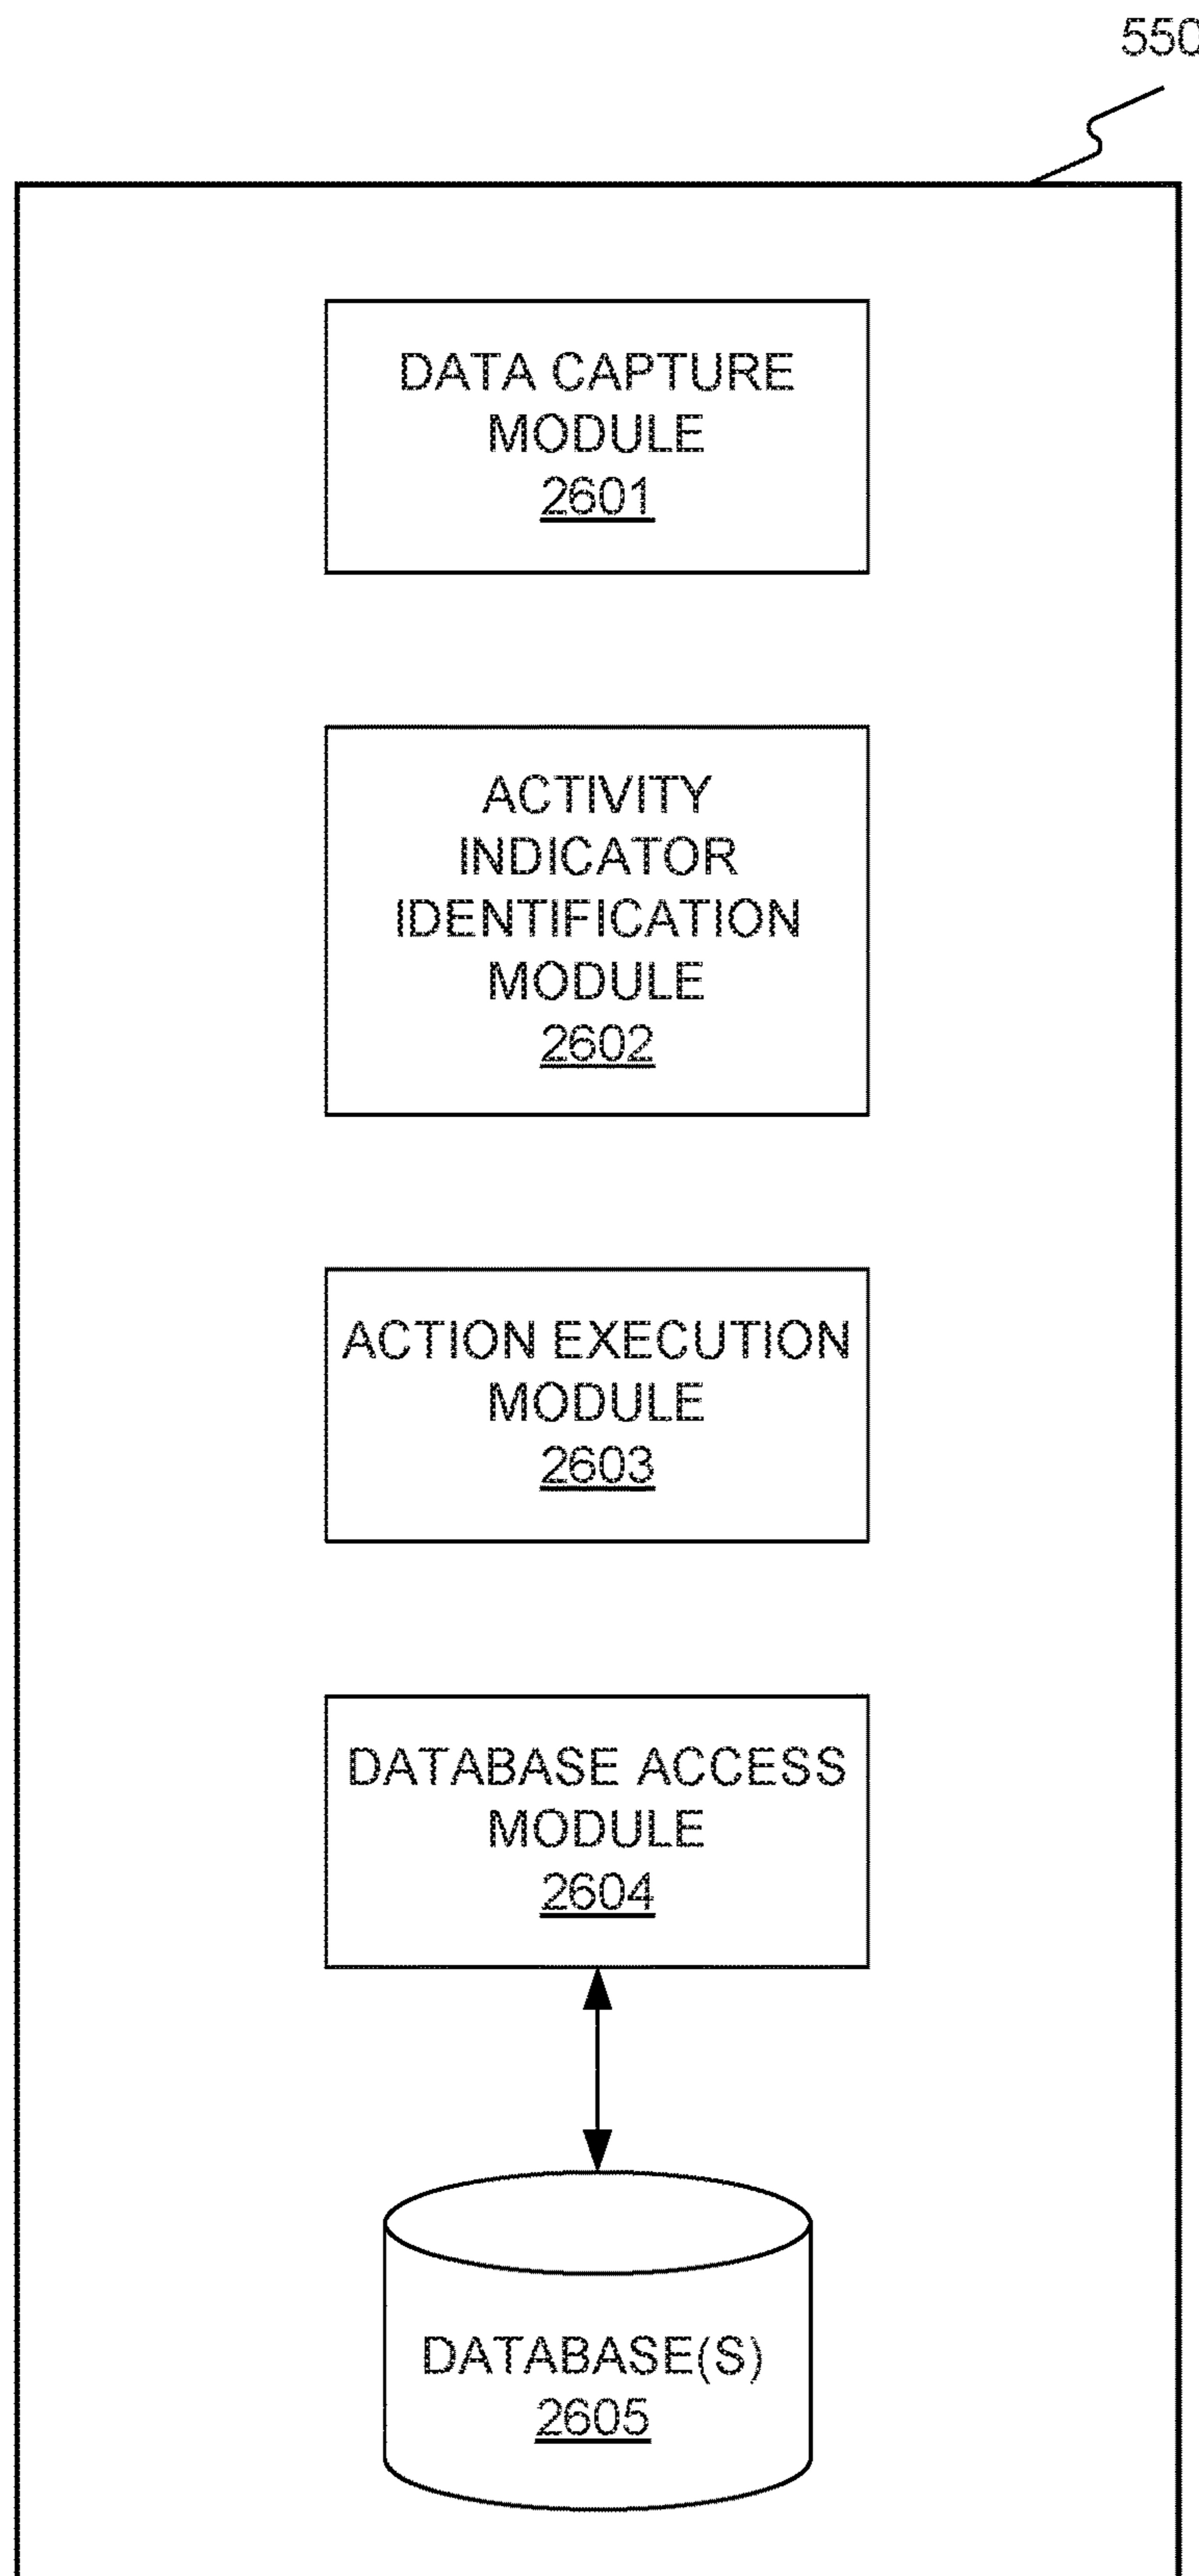 550
DATA CAPTURE
MODULE
2601
ACTIVITY
INDICATOR
IDENTIFICATION
MODULE
2602
ACTION EXECUTION
MODULE
2603
DATABASE ACCESS
MODULE
2604
DATABASE(S)
2605